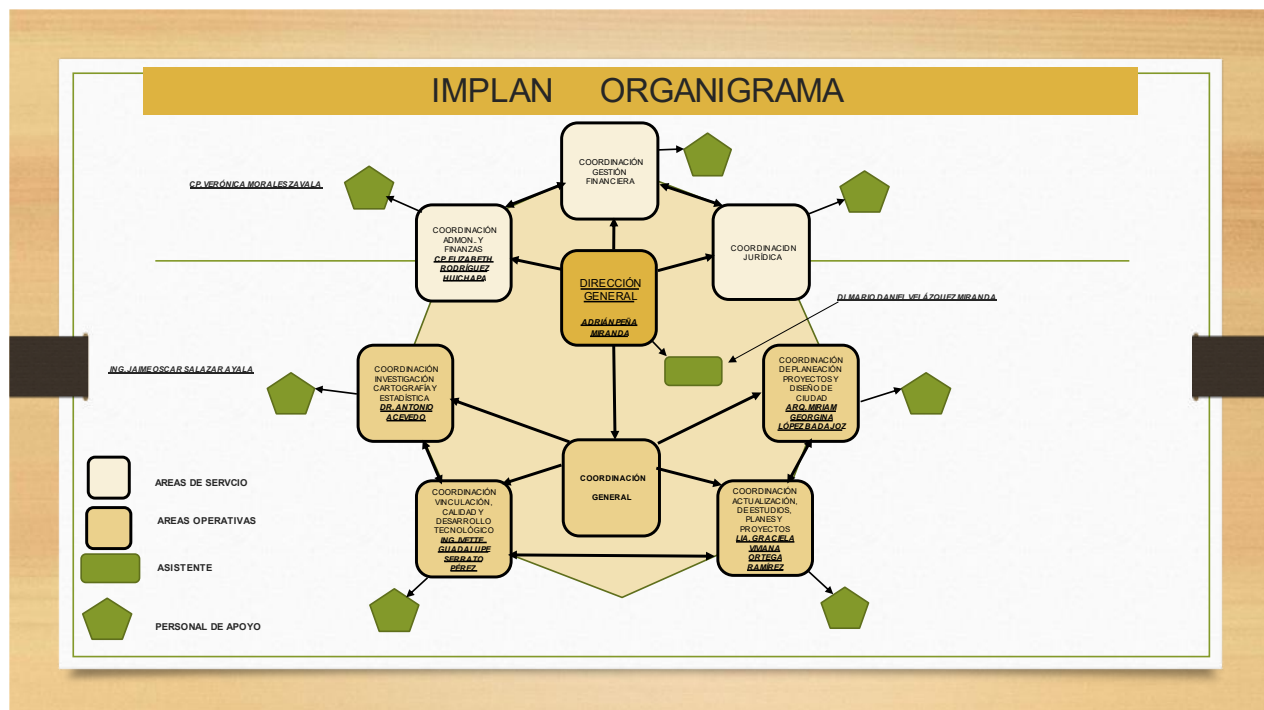 IMPLAN ORGANIGRAMA
COORDINACIÓN
GESTIÓN
FINANCIERA
CP. VERÓNICA MORALES ZAVALA
COORDINACIÓN
ADMON. Y
FINANZAS
CP. ELIZABETH
RODRÍGUEZ
HUICHAPA
COORDINACIDN
JURÍDICA
DIRECCIÓN
GENERAL
ADRIÁN PEÑA
MIRANDA
DI. MARIO DANIEL VELÁZQUEZ MIRANDA
ING. JAIME OSCAR SALAZAR AYALA
COORDINACIÓN
INVESTIGACIÓN
CARTOGRAFÍA Y
ESTADÍSTICA
DR. ANTONIO
ACEVEDO
COORDINACIÓN
DE PLANEACIÓN
PROYECTOS Y
DISEÑO DE
CIUDAD
ARQ. MIRIAM
GEORGINA
LÓPEZ BADAJOZ
COORDINACIÓN
GENERAL
COORDINACIÓN
VINCULACIÓN,
CALIDAD Y
DESARROLLO
TECNOLÓGICO
ING. IVETTE
GUADALUPE
SERRATO
PÉREZ
COORDINACIÓN
ACTUALIZACIÓN,
DE ESTUDIOS,
PLANES Y
PROYECTOS
LIA. GRACIELA
VIVIANA
ORTEGA
RAMÍREZ
AREAS DE SERVCIO
AREAS OPERATIVAS
ASISTENTE
PERSONAL DE APOYO